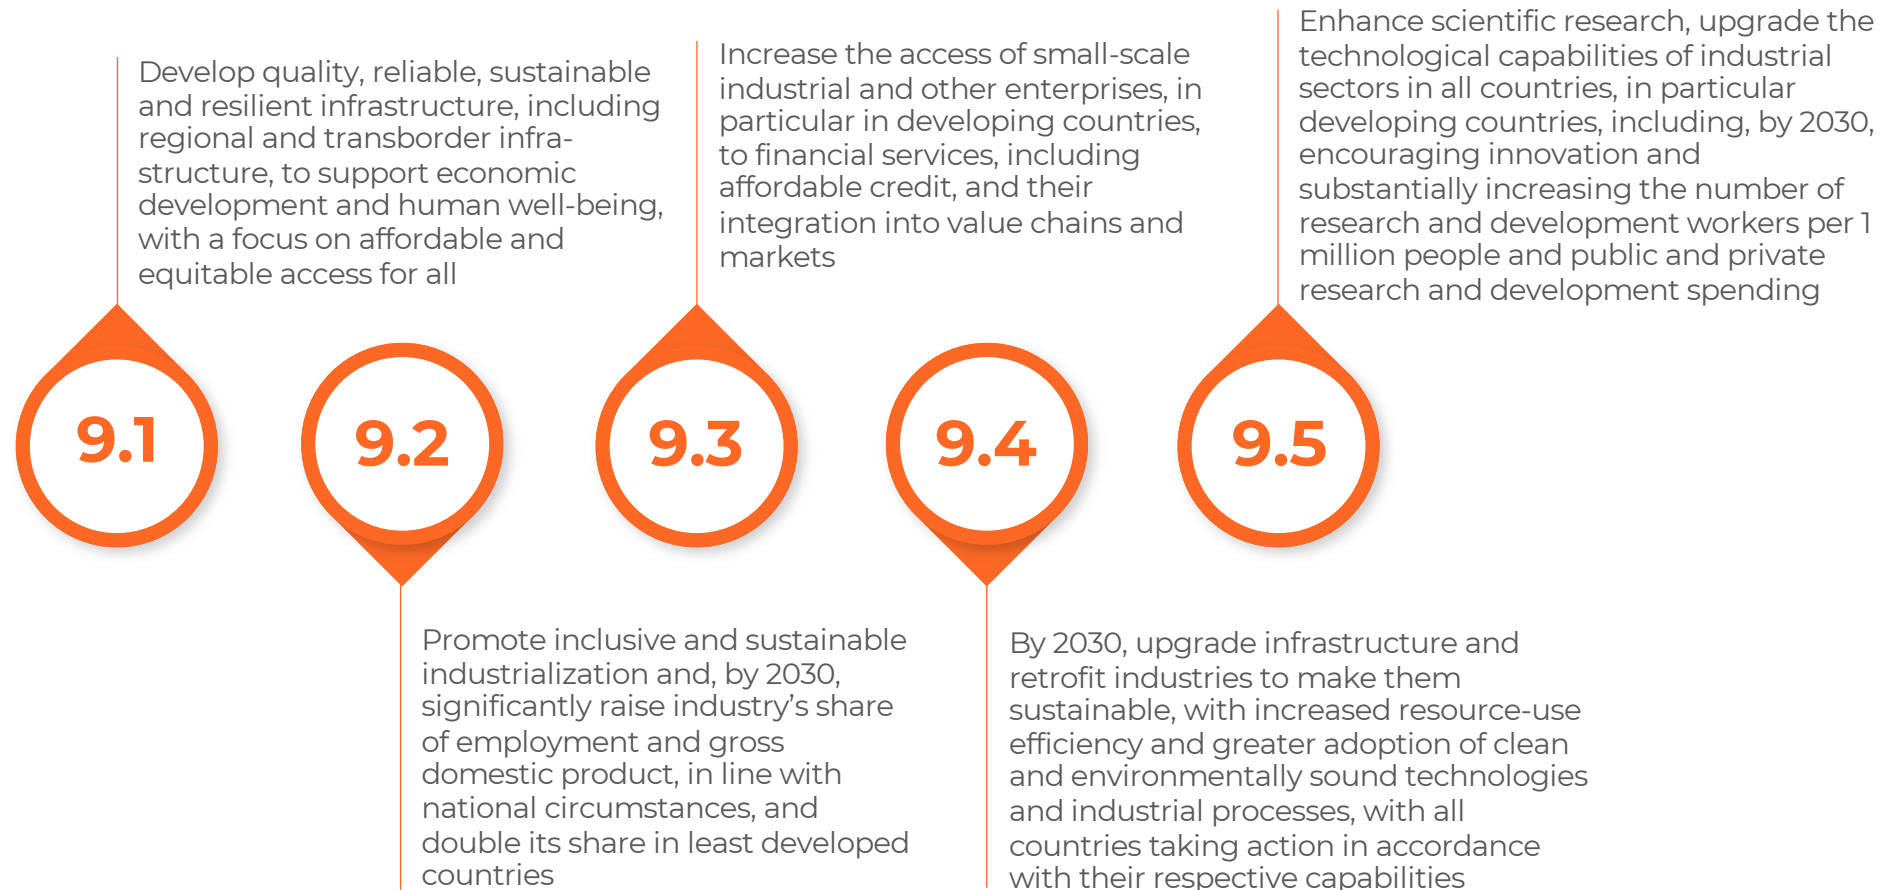 Develop quality, reliable, sustainable
and resilient infrastructure, including
regional and transborder infra-
structure, to support economic
development and human well-being,
with a focus on affordable and
equitable access for all
Increase the access of small-scale
industrial and other enterprises, in
particular in developing countries,
to financial services, including
affordable credit, and their
integration into value chains and
markets
Enhance scientific research, upgrade the
technological capabilities of industrial
sectors in all countries, in particular
developing countries, including, by 2030,
encouraging innovation and
substantially increasing the number of
research and development workers per 1
million people and public and private
research and development spending
9.1
9.2
9.3
9.4
9.5
Promote inclusive and sustainable
industrialization and, by 2030,
significantly raise industry’s share
of employment and gross
domestic product, in line with
national circumstances, and
double its share in least developed
countries
By 2030, upgrade infrastructure and
retrofit industries to make them
sustainable, with increased resource-use
efficiency and greater adoption of clean
and environmentally sound technologies
and industrial processes, with all
countries taking action in accordance
with their respective capabilities